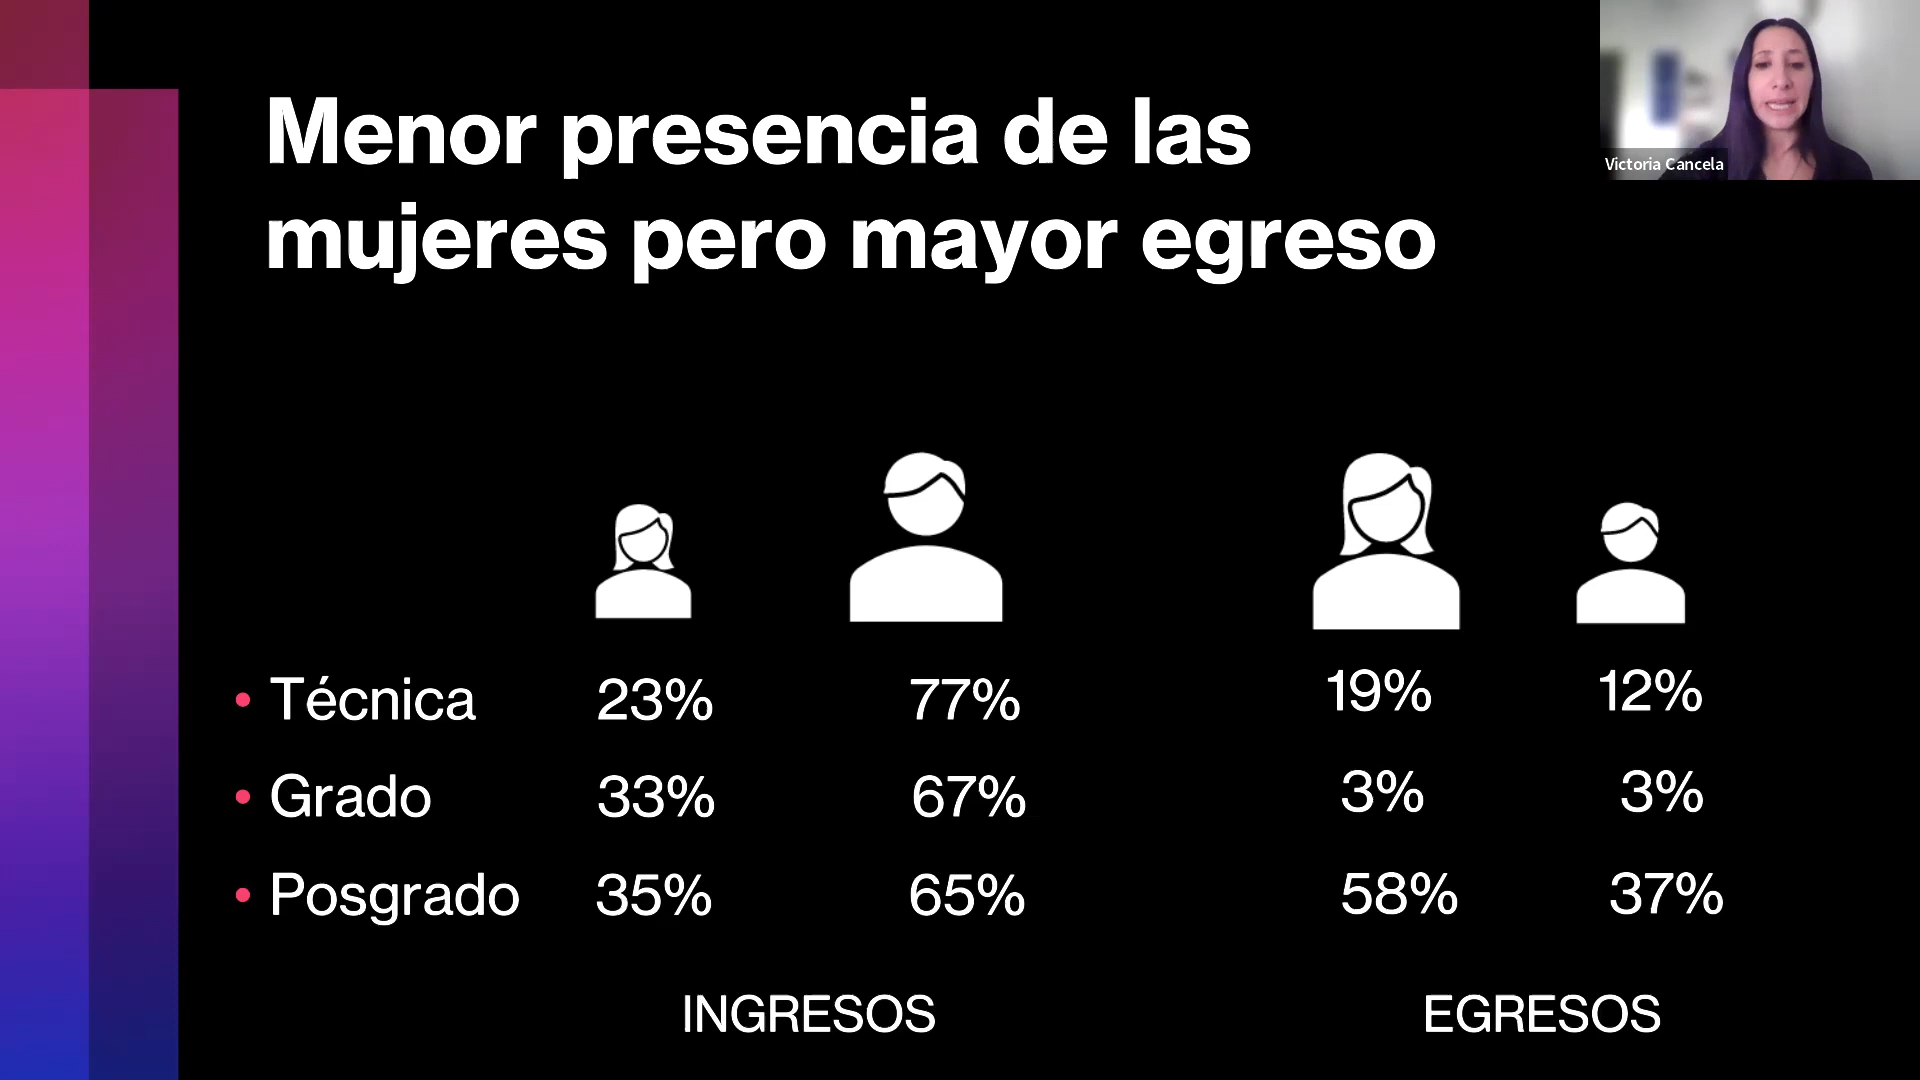 Menor presencia de las
mujeres pero mayor egreso
Victoria Cancela
• Técnica 23% 77% 19% 12%
• Grado 33% 67% 3% 3%
• Posgrado 35% 65% 58% 37%
INGRESOS EGRESOS